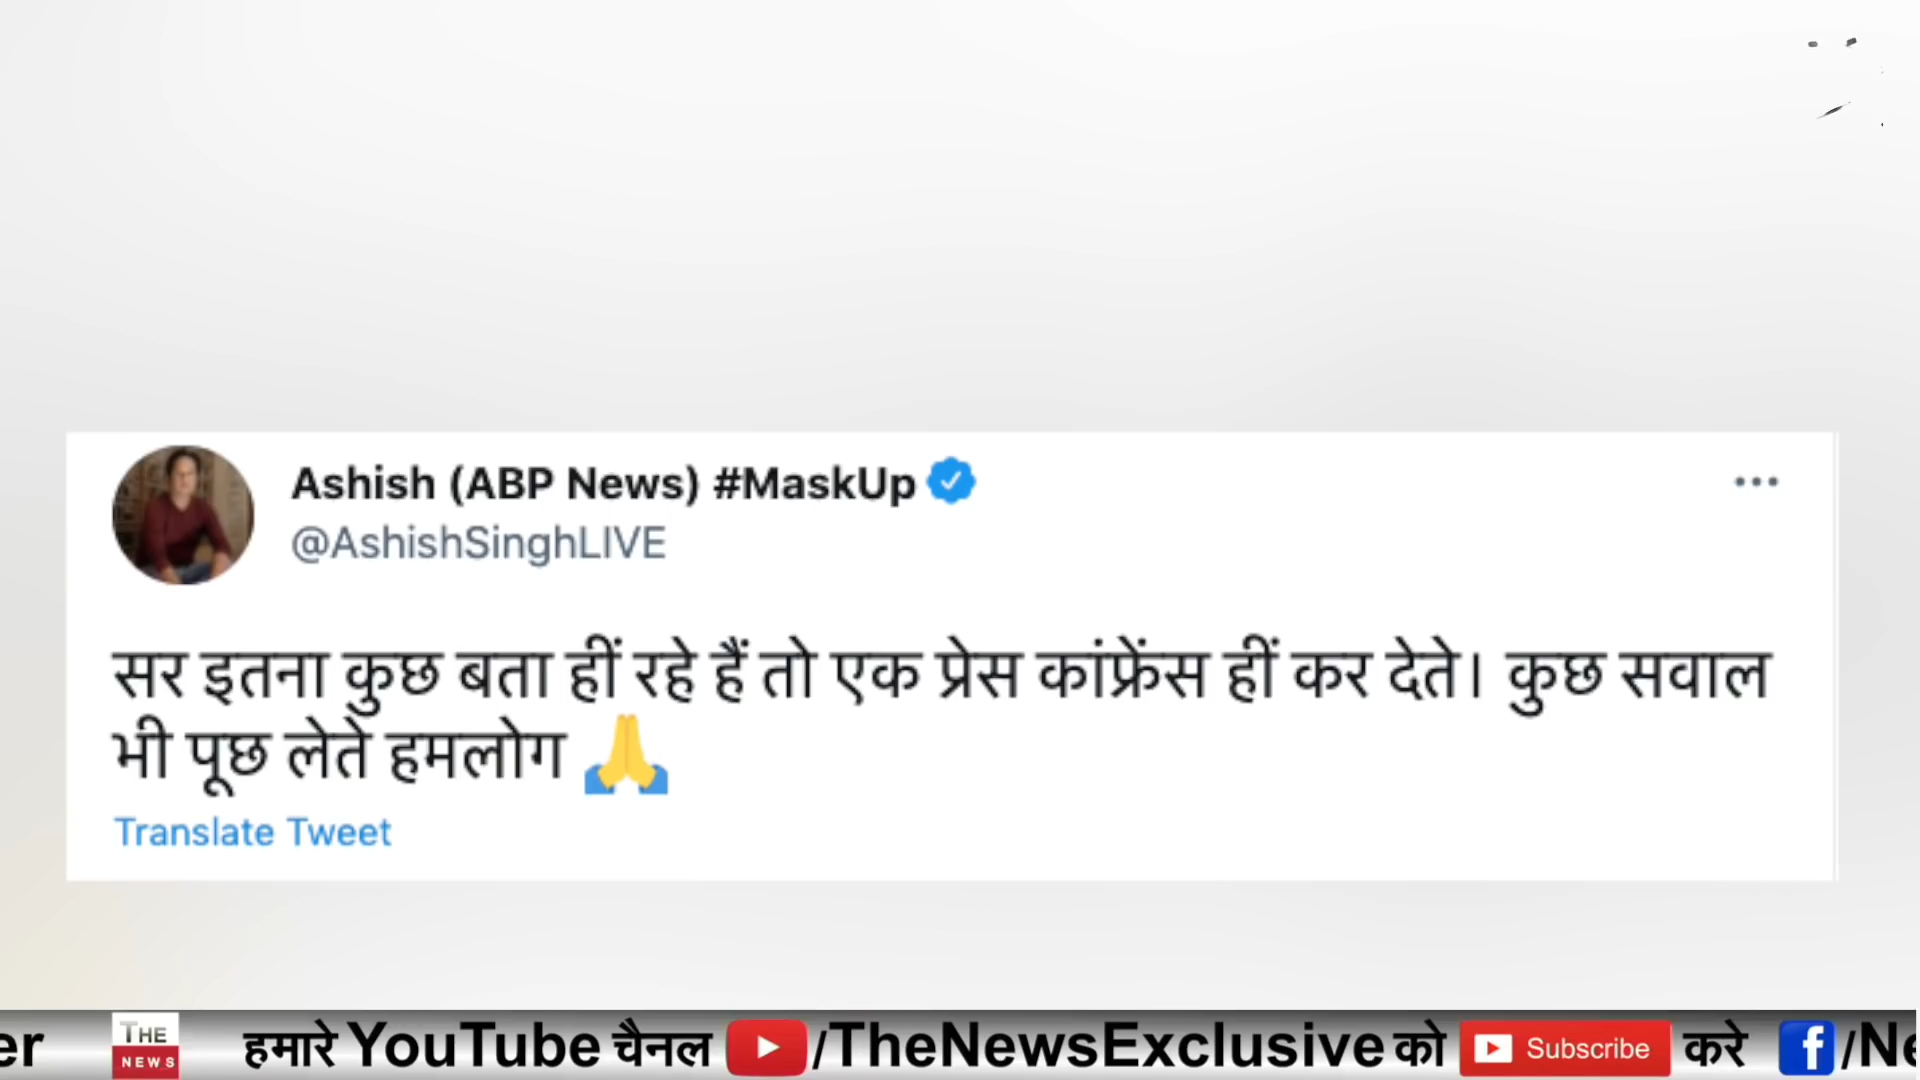 Ashish (ABP News) #MaskUp
@AshishSinghLIVE
सर इतना कुछ बता हीं रहे हैं तो एक प्रेस कांफ्रेंस हीं कर देते। कुछ सवाल
भी पूछ लेते हमलोग 🙏
Translate Tweet
er THE NEWS हमारे YouTube चैनल /TheNewsExclusive को Subscribe करे f/Ne